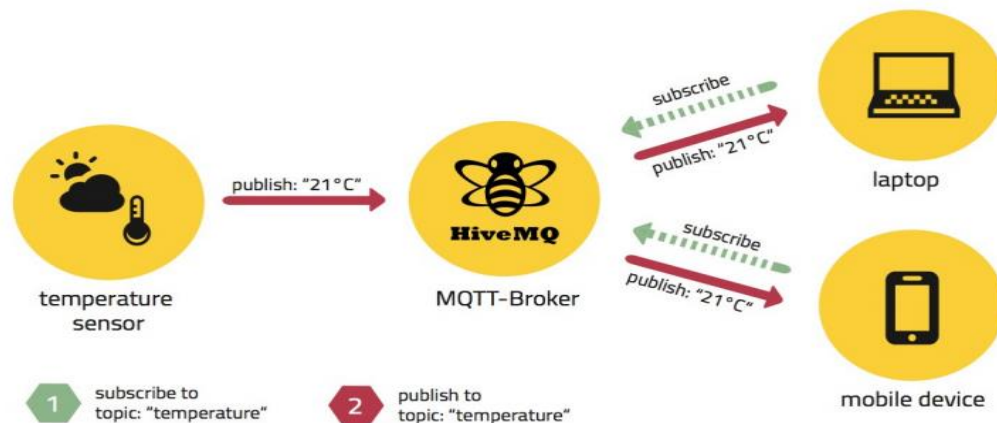 subscribe
publish: "21°C"
laptop
publish: "21°C"
HiveMQ
temperature
sensor
MQTT-Broker
subscribe
publish: "21°C"
mobile device
1
subscribe to
topic: "temperature"
2
publish to
topic: "temperature"